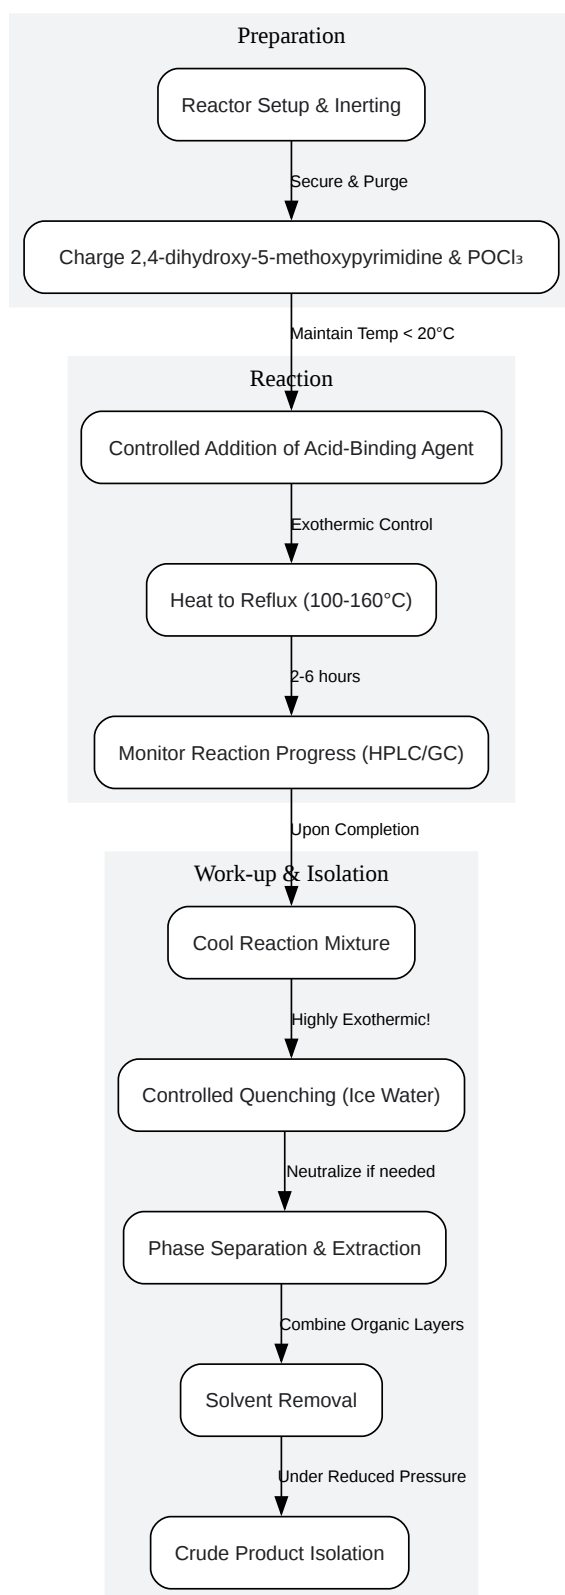 Preparation
Reactor Setup & Inerting
Secure & Purge
Charge 2,4-dihydroxy-5-methoxypyrimidine & POCl₃
Maintain Temp < 20°C
Reaction
Controlled Addition of Acid-Binding Agent
Exothermic Control
Heat to Reflux (100-160°C)
2-6 hours
Monitor Reaction Progress (HPLC/GC)
Upon Completion
Work-up & Isolation
Cool Reaction Mixture
Highly Exothermic!
Controlled Quenching (Ice Water)
Neutralize if needed
Phase Separation & Extraction
Combine Organic Layers
Solvent Removal
Under Reduced Pressure
Crude Product Isolation